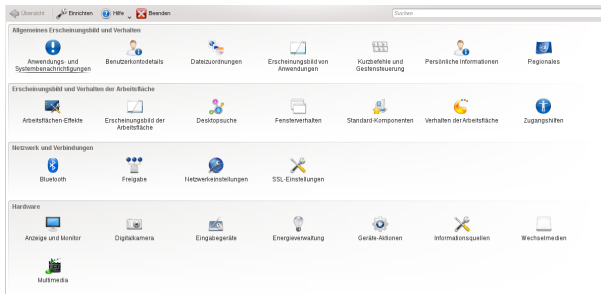 Übersicht Einrichten Hilfe Beenden Suchen
Allgemeines Erscheinungsbild und Verhalten
Anwendungs- und Systembenachrichtigungen
Benutzerkontodetails
Dateizuordnungen
Erscheinungsbild von Anwendungen
Kurzbefehle und Gestensteuerung
Persönliche Informationen
Regionales
Erscheinungsbild und Verhalten der Arbeitsfläche
Arbeitsflächen-Effekte
Erscheinungsbild der Arbeitsfläche
Desktopsuche
Fensterverhalten
Standard-Komponenten
Verhalten der Arbeitsfläche
Zugangshilfen
Netzwerk und Verbindungen
Bluetooth
Freigabe
Netzwerkeinstellungen
SSL-Einstellungen
Hardware
Anzeige und Monitor
Digitalkamera
Eingabegeräte
Energieverwaltung
Geräte-Aktionen
Informationsquellen
Wechselmedien
Multimedia